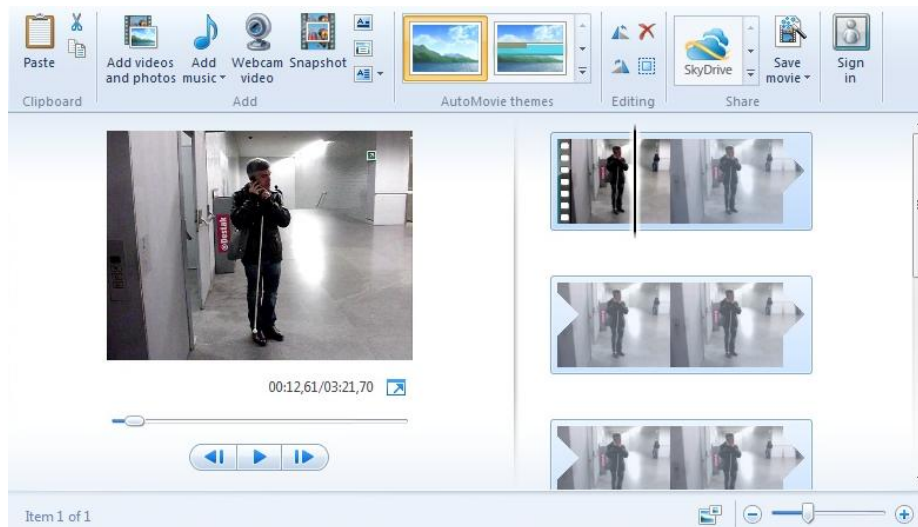 Paste
Add videos
and photos
Add
music
Webcam
video
Snapshot
SkyDrive
Save
movie
Sign
in
Clipboard
Add
AutoMovie themes
Editing
Share
@Destak
00:12,61/03:21,70
Item 1 of 1